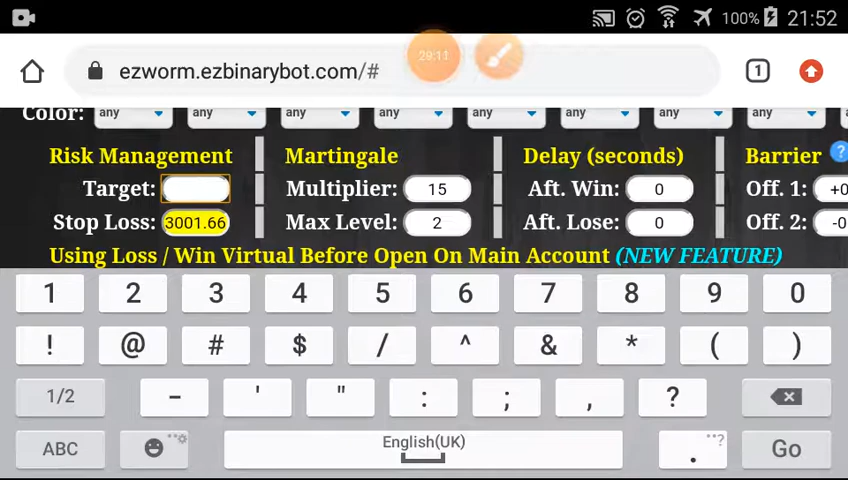 100% 21:52
ezworm.ezbinarybot.com/# 29:11 1
Color: any any any any any any any any
Risk Management Martingale Delay (seconds) Barrier ?
Target: Multiplier: 15 Aft. Win: 0 Off. 1: +0
Stop Loss: 3001.66 Max Level: 2 Aft. Lose: 0 Off. 2: -0
Using Loss / Win Virtual Before Open On Main Account (NEW FEATURE)
1 2 3 4 5 6 7 8 9 0
! @ # $ / ^ & * ( )
1/2 - ' " : ; , ?
ABC English(UK) . ..? Go